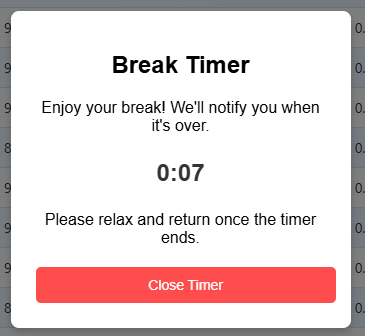 Break Timer
Enjoy your break! We'll notify you when
it's over.
0:07
Please relax and return once the timer
ends.
Close Timer